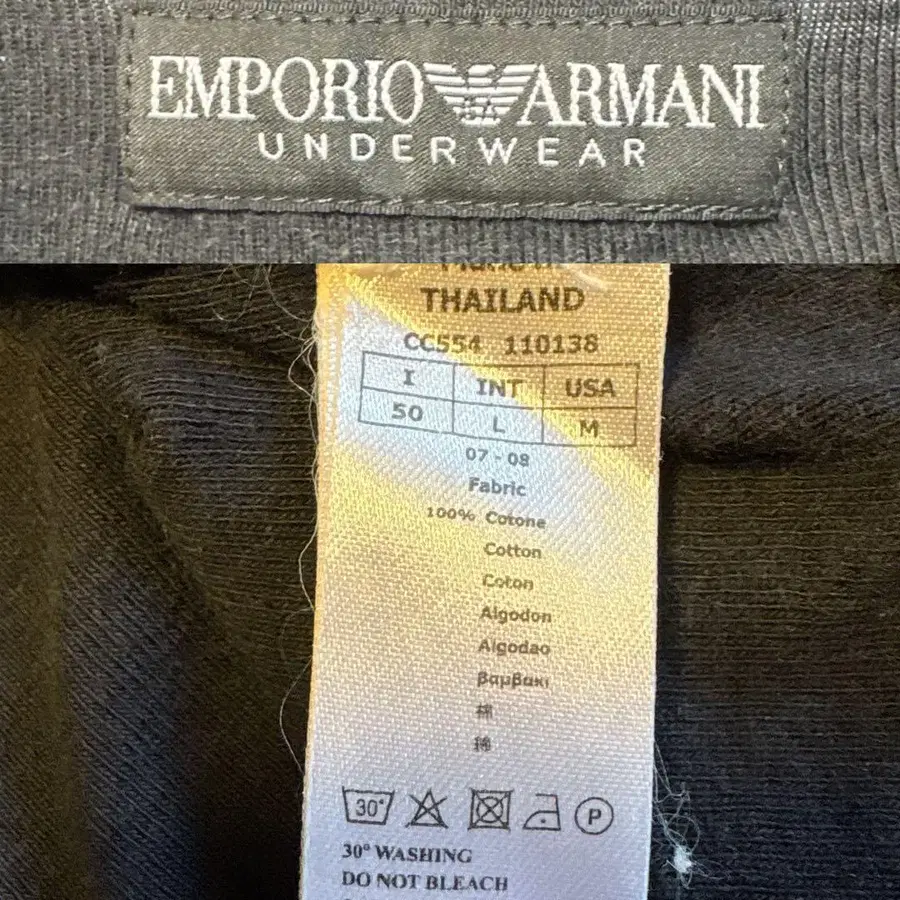 EMPORIO ARMANI
UNDERWEAR
THAILAND
CC554 110138
I INT USA
50 L M
07 - 08
Fabric
100% Cotone
Cotton
Coton
Algodon
Algodao
βαμβακι
棉
30°
P
30° WASHING
DO NOT BLEACH